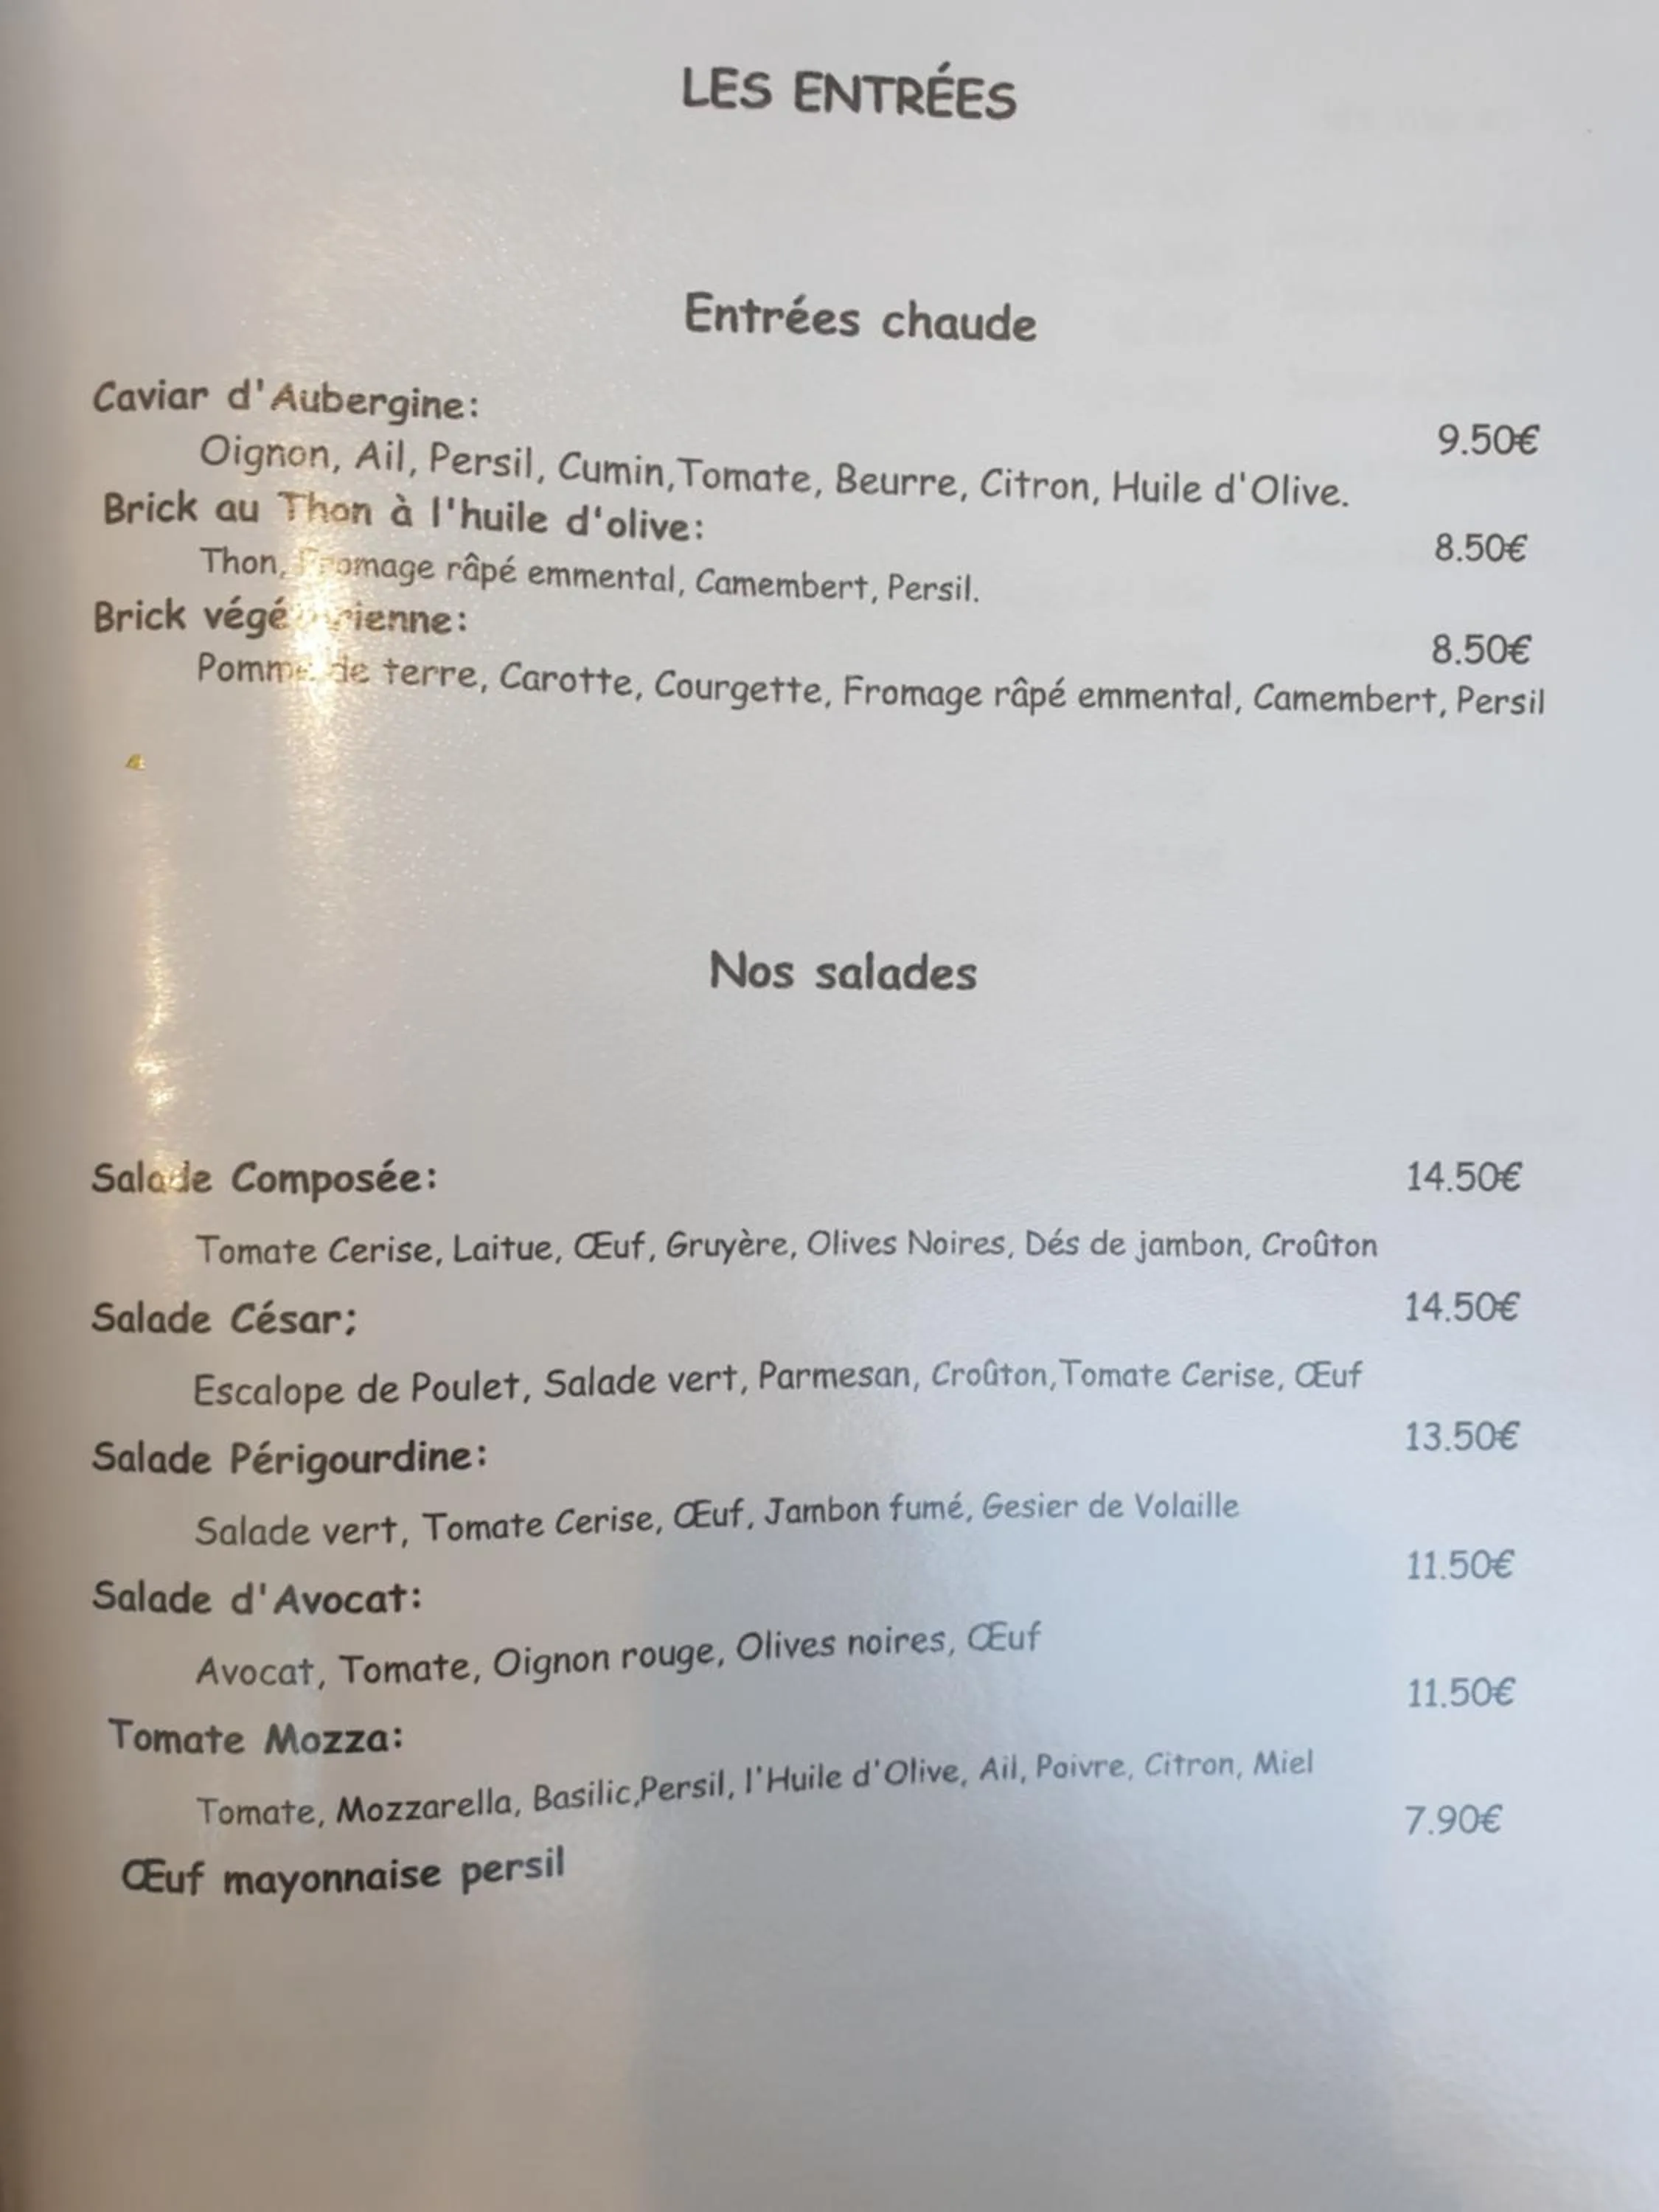 LES ENTRÉES
Entrées chaude
Caviar d'Aubergine: 9.50€
Oignon, Ail, Persil, Cumin, Tomate, Beurre, Citron, Huile d'Olive.
Brick au Thon à l'huile d'olive: 8.50€
Thon, Fromage râpé emmental, Camembert, Persil.
Brick 8.50€
Pomme de terre, Carotte, Courgette, Fromage râpé emmental, Camembert, Persil
Nos salades
Salade Composée: 14.50€
Tomate Cerise, Laitue, Œuf, Gruyère, Olives Noires, Dés de jambon, Croûton
Salade César; 14.50€
Escalope de Poulet, Salade vert, Parmesan, Croûton, Tomate Cerise, Œuf
Salade Périgourdine: 13.50€
Salade vert, Tomate Cerise, Œuf, Jambon fumé, Gesier de Volaille
Salade d'Avocat: 11.50€
Avocat, Tomate, Oignon rouge, Olives noires, Œuf
Tomate Mozza: 11.50€
Tomate, Mozzarella, Basilic,Persil, l'Huile d'Olive, Ail, Poivre, Citron, Miel
Œuf mayonnaise persil 7.90€